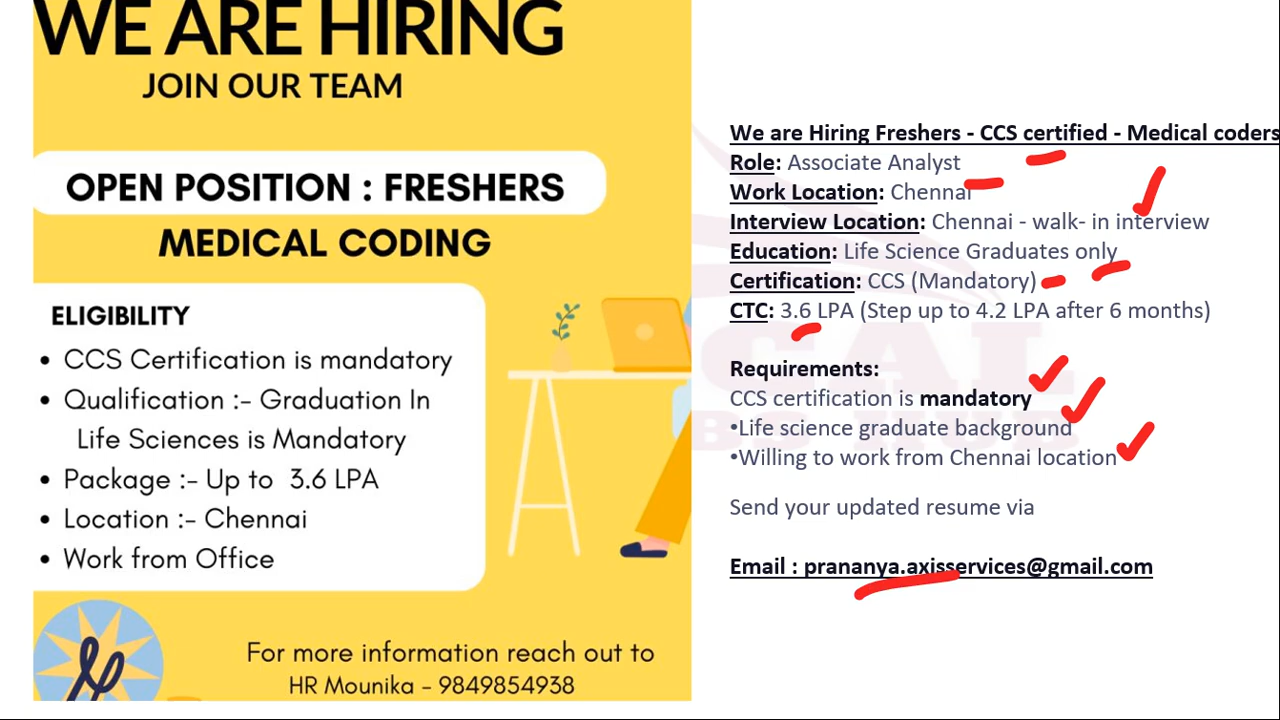 WE ARE HIRING
JOIN OUR TEAM
OPEN POSITION : FRESHERS
MEDICAL CODING
ELIGIBILITY
• CCS Certification is mandatory
• Qualification :- Graduation In
Life Sciences is Mandatory
• Package :- Up to 3.6 LPA
• Location :- Chennai
• Work from Office
For more information reach out to
HR Mounika - 9849854938
We are Hiring Freshers - CCS certified - Medical coders
Role: Associate Analyst
Work Location: Chennai
Interview Location: Chennai - walk- in interview
Education: Life Science Graduates only
Certification: CCS (Mandatory)
CTC: 3.6 LPA (Step up to 4.2 LPA after 6 months)
Requirements:
CCS certification is mandatory
•Life science graduate background
•Willing to work from Chennai location
Send your updated resume via
Email : prananya.axisservices@gmail.com